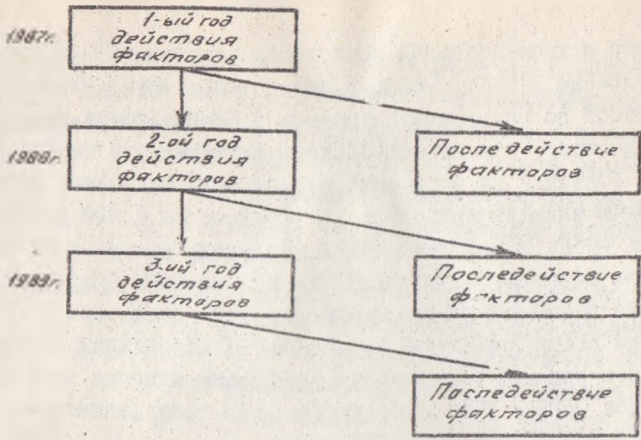 1987г.
1-ый год
действия
факторов
1988г.
2-ой год
действия
факторов
После действие
факторов
1989г.
3-ий год
действия
факторов
Последействие
факторов
Последействие
факторов